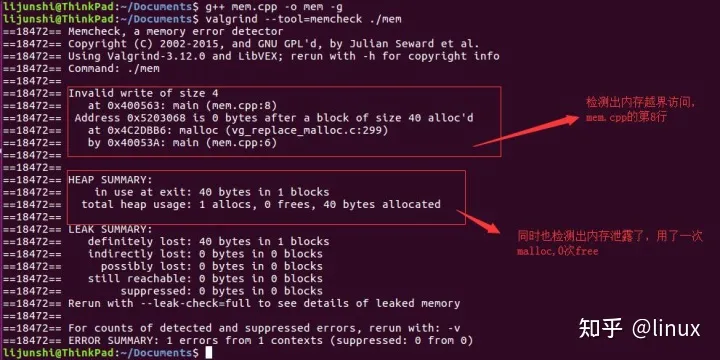 lijunshi@ThinkPad:~/Documents$ g++ mem.cpp -o mem -g
lijunshi@ThinkPad:~/Documents$ valgrind --tool=memcheck ./mem
==18472== Memcheck, a memory error detector
==18472== Copyright (C) 2002-2015, and GNU GPL'd, by Julian Seward et al.
==18472== Using Valgrind-3.12.0 and LibVEX; rerun with -h for copyright info
==18472== Command: ./mem
==18472==
==18472== Invalid write of size 4
==18472==    at 0x400563: main (mem.cpp:8)
==18472==  Address 0x5203068 is 0 bytes after a block of size 40 alloc'd
==18472==    at 0x4C2DBB6: malloc (vg_replace_malloc.c:299)
==18472==    by 0x40053A: main (mem.cpp:6)
==18472==
检测出内存越界访问,
mem.cpp的第8行
==18472==
==18472== HEAP SUMMARY:
==18472==     in use at exit: 40 bytes in 1 blocks
==18472==   total heap usage: 1 allocs, 0 frees, 40 bytes allocated
==18472==
同时也检测出内存泄露了，用了一次
malloc,0次free
==18472== LEAK SUMMARY:
==18472==    definitely lost: 40 bytes in 1 blocks
==18472==    indirectly lost: 0 bytes in 0 blocks
==18472==      possibly lost: 0 bytes in 0 blocks
==18472==    still reachable: 0 bytes in 0 blocks
==18472==         suppressed: 0 bytes in 0 blocks
==18472== Rerun with --leak-check=full to see details of leaked memory
==18472==
==18472== For counts of detected and suppressed errors, rerun with: -v
==18472== ERROR SUMMARY: 1 errors from 1 contexts (suppressed: 0 from 0)
lijunshi@ThinkPad:~/Documents$
知乎 @linux